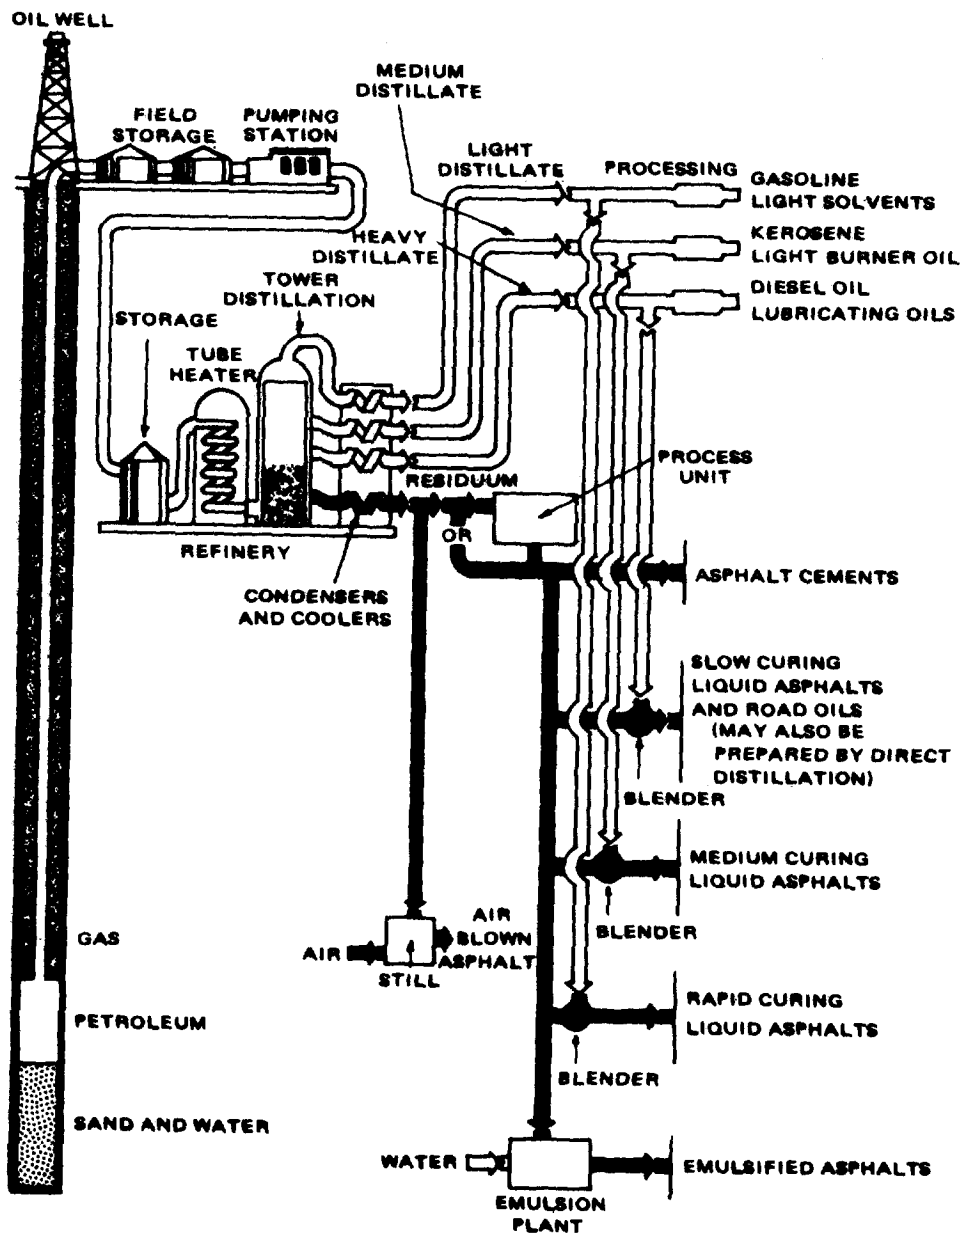 OIL WELL
FIELD
STORAGE
PUMPING
STATION
MEDIUM
DISTILLATE
LIGHT
DISTILLATE
PROCESSING
GASOLINE
LIGHT SOLVENTS
HEAVY
DISTILLATE
KEROSENE
LIGHT BURNER OIL
TOWER
DISTILLATION
DIESEL OIL
LUBRICATING OILS
STORAGE
TUBE
HEATER
RESIDUUM
PROCESS
UNIT
OR
REFINERY
CONDENSERS
AND COOLERS
ASPHALT CEMENTS
SLOW CURING
LIQUID ASPHALTS
AND ROAD OILS
(MAY ALSO BE
PREPARED BY DIRECT
DISTILLATION)
BLENDER
MEDIUM CURING
LIQUID ASPHALTS
BLENDER
GAS
AIR
AIR
BLOWN
ASPHALT
STILL
PETROLEUM
RAPID CURING
LIQUID ASPHALTS
BLENDER
SAND AND WATER
WATER
EMULSION
PLANT
EMULSIFIED ASPHALTS